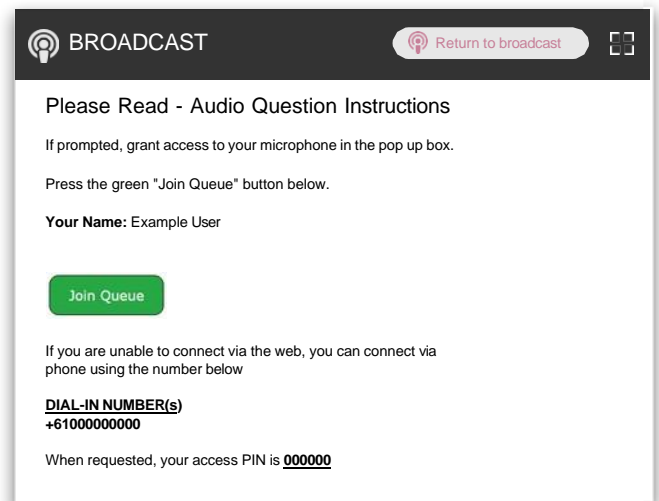 BROADCAST
Return to broadcast
Please Read - Audio Question Instructions
If prompted, grant access to your microphone in the pop up box.
Press the green "Join Queue" button below.
Your Name: Example User
Join Queue
If you are unable to connect via the web, you can connect via
phone using the number below
DIAL-IN NUMBER(s)
+61000000000
When requested, your access PIN is 000000